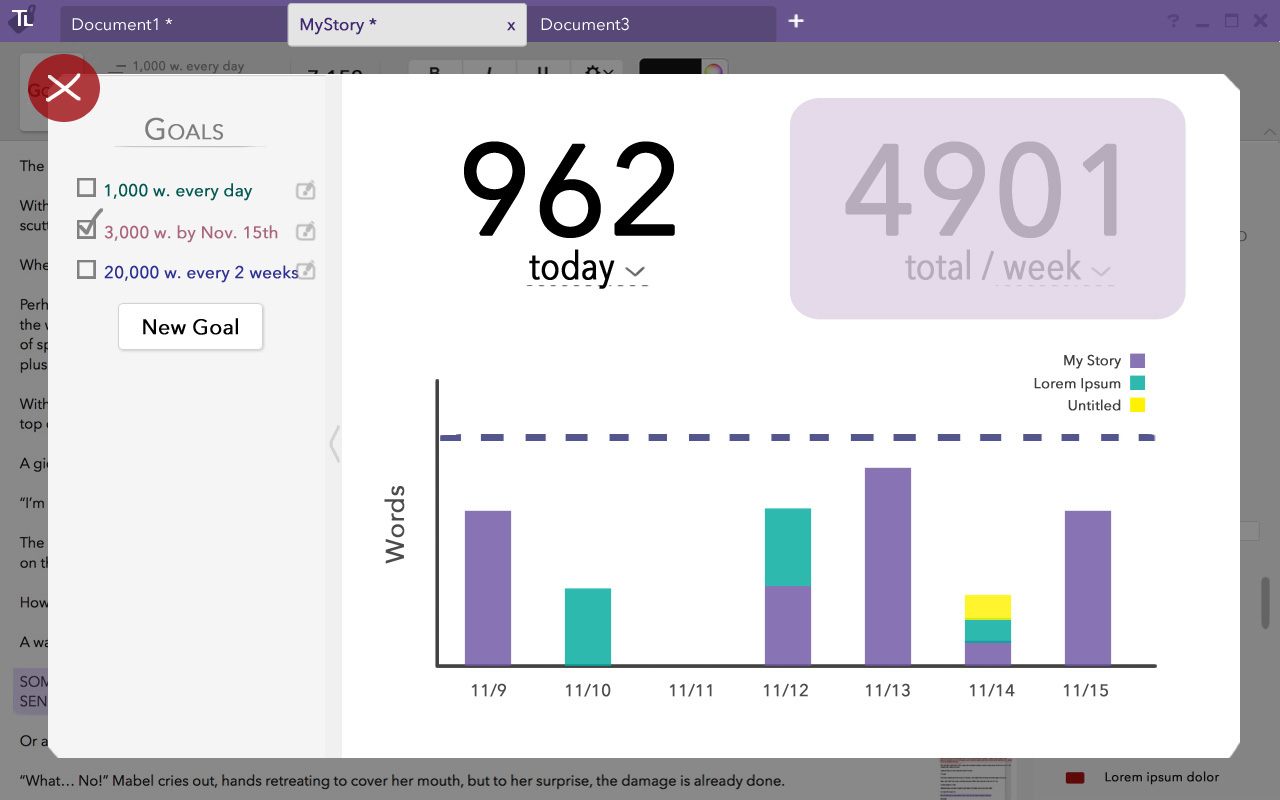 TL
Document1 *
MyStory *
x
Document3
+
?
1,000 w. every day
B
GOALS
1,000 w. every day
3,000 w. by Nov. 15th
20,000 w. every 2 weeks
New Goal
962
today
4901
total / week
My Story
Lorem Ipsum
Untitled
Words
11/9
11/10
11/11
11/12
11/13
11/14
11/15
The
With
scutt
Whe
Perh
the w
of sp
plus
With
top
A gi
“I’m
The
on th
How
A wa
SOM
SEN
Or a
“What... No!” Mabel cries out, hands retreating to cover her mouth, but to her surprise, the damage is already done.
Lorem ipsum dolor